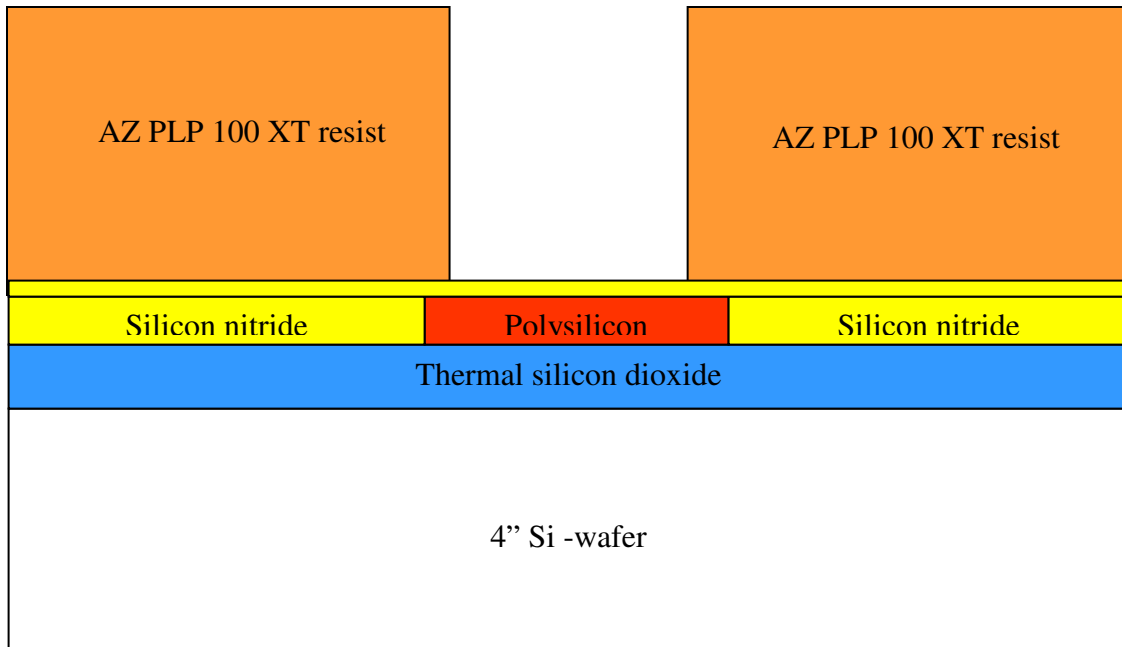 AZ PLP 100 XT resist
AZ PLP 100 XT resist
Silicon nitride
Polysilicon
Silicon nitride
Thermal silicon dioxide
4” Si -wafer